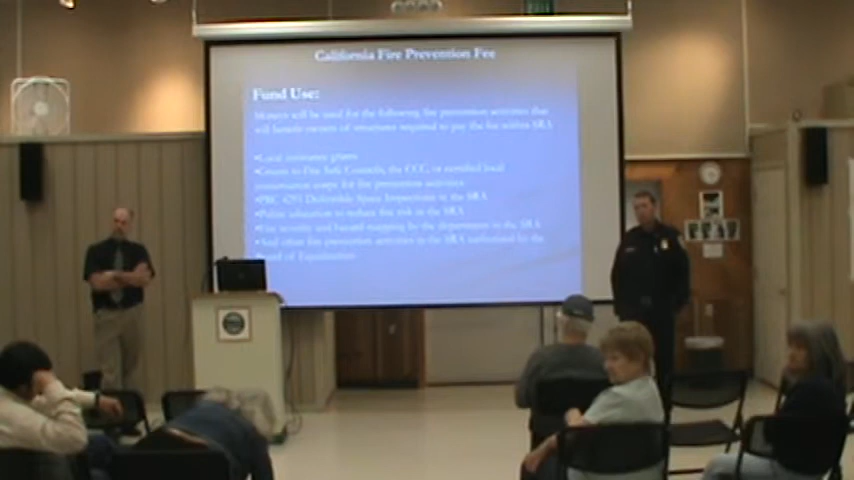 California Fire Prevention Fee
Fund Use:
Moneys will be used for the following fire prevention activities that
will benefit owners of structures required to pay the fee within SRA
•Local assistance grants
•Grants to Fire Safe Councils, the CCC, or certified local
conservation corps for fire prevention activities
•PRC 4291 Defensible Space Inspections in the SRA
•Public education to reduce fire risk in the SRA
•Fire severity and hazard mapping by the department in the SRA
•And other fire prevention activities in the SRA authorized by the
Board of Equalization